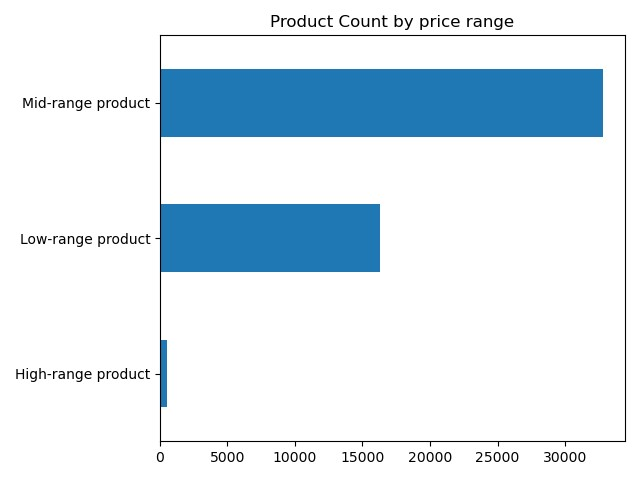 Product Count by price range
Mid-range product
Low-range product
High-range product
0 5000 10000 15000 20000 25000 30000